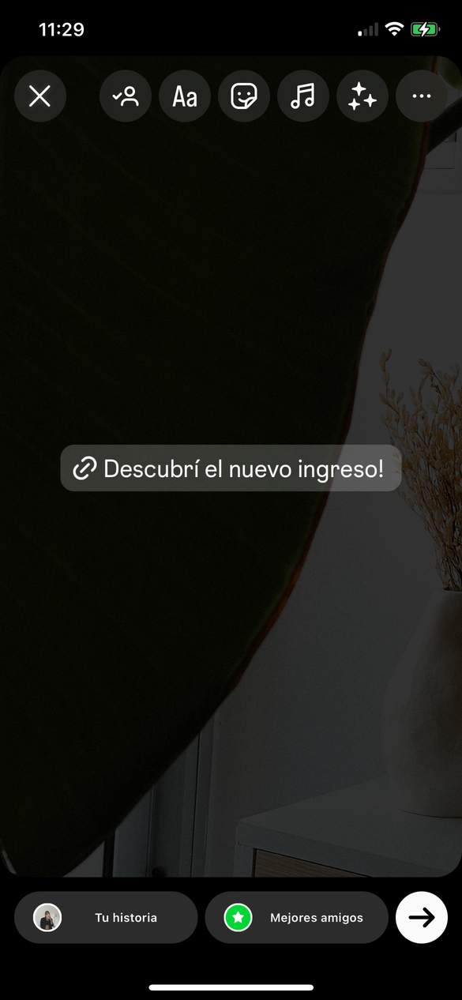 11:29
Aa
Descubrí el nuevo ingreso!
Tu historia
Mejores amigos